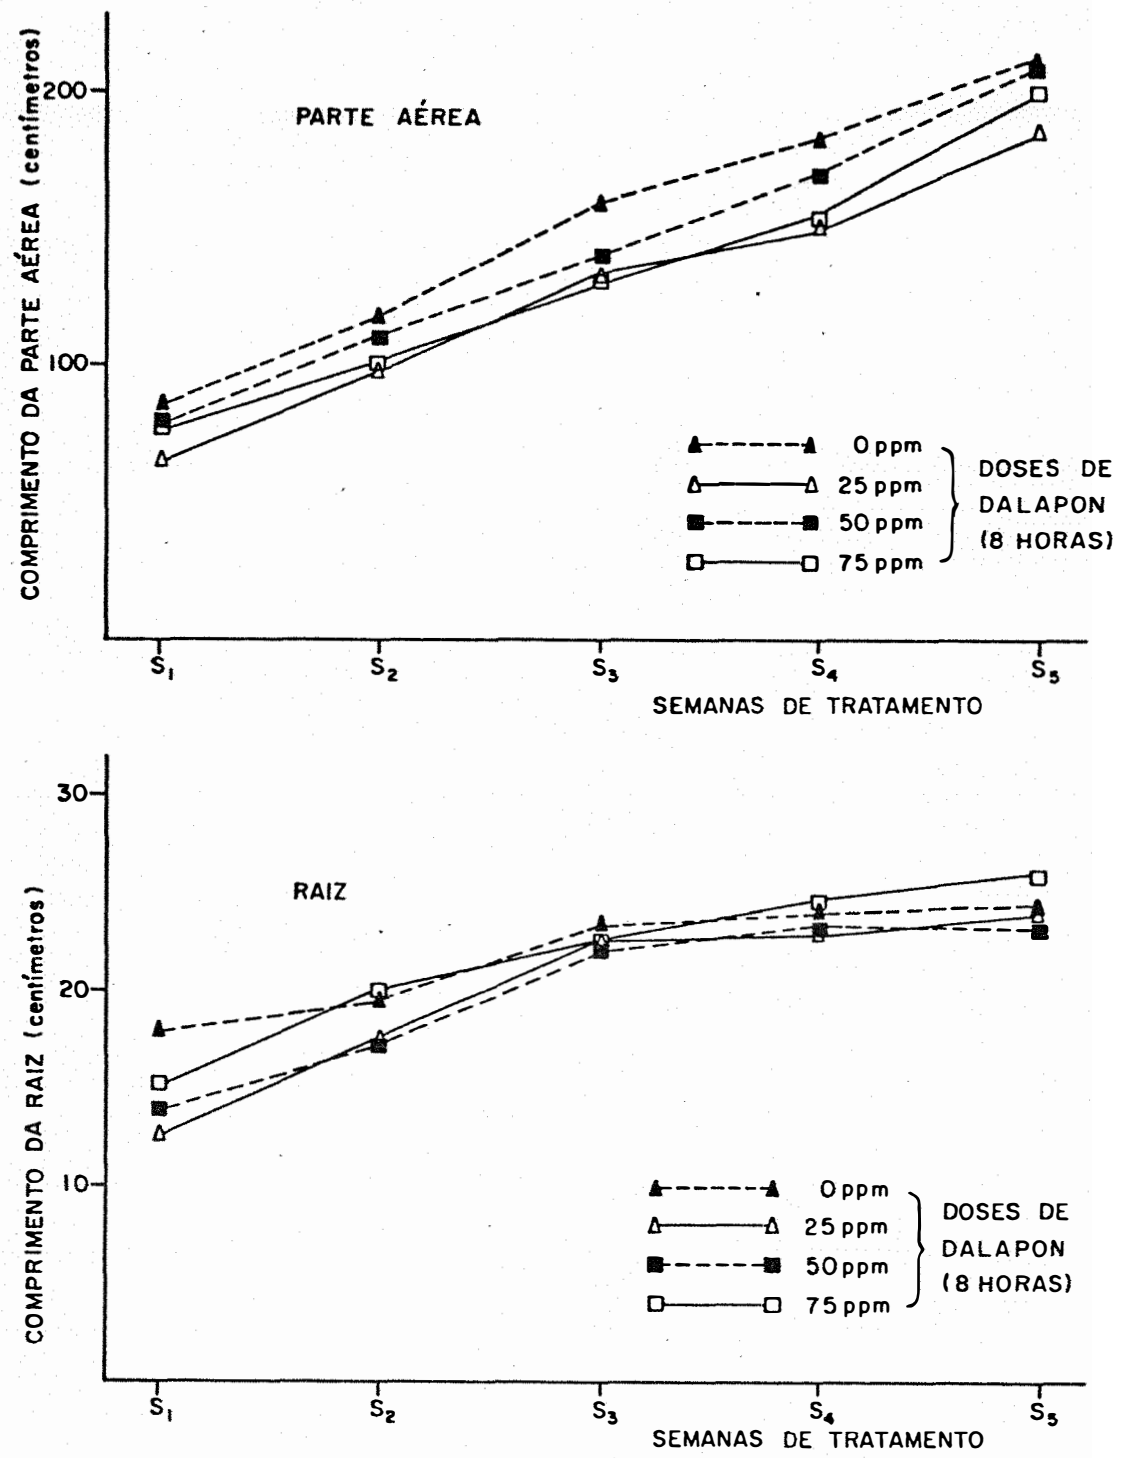 COMPRIMENTO DA PARTE AÉREA (centímetros)
200
PARTE AÉREA
100
0 ppm
25 ppm
50 ppm
75 ppm
DOSES DE
DALAPON
(8 HORAS)
S1 S2 S3 S4 S5
SEMANAS DE TRATAMENTO
COMPRIMENTO DA RAIZ (centímetros)
30
RAIZ
20
10
0 ppm
25 ppm
50 ppm
75 ppm
DOSES DE
DALAPON
(8 HORAS)
S1 S2 S3 S4 S5
SEMANAS DE TRATAMENTO